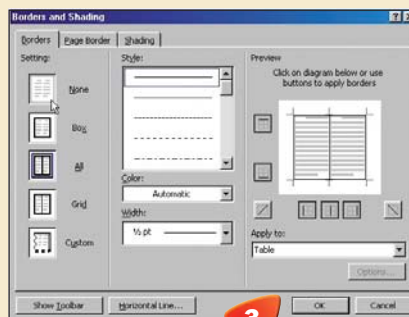 Borders and Shading
Borders
Page Border
Shading
Setting:
None
Box
All
Grid
Custom
Style:
Color:
Automatic
Width:
½ pt
Preview
Click on diagram below or use
buttons to apply borders
Apply to:
Table
Options...
Show Toolbar
Horizontal Line...
OK
Cancel